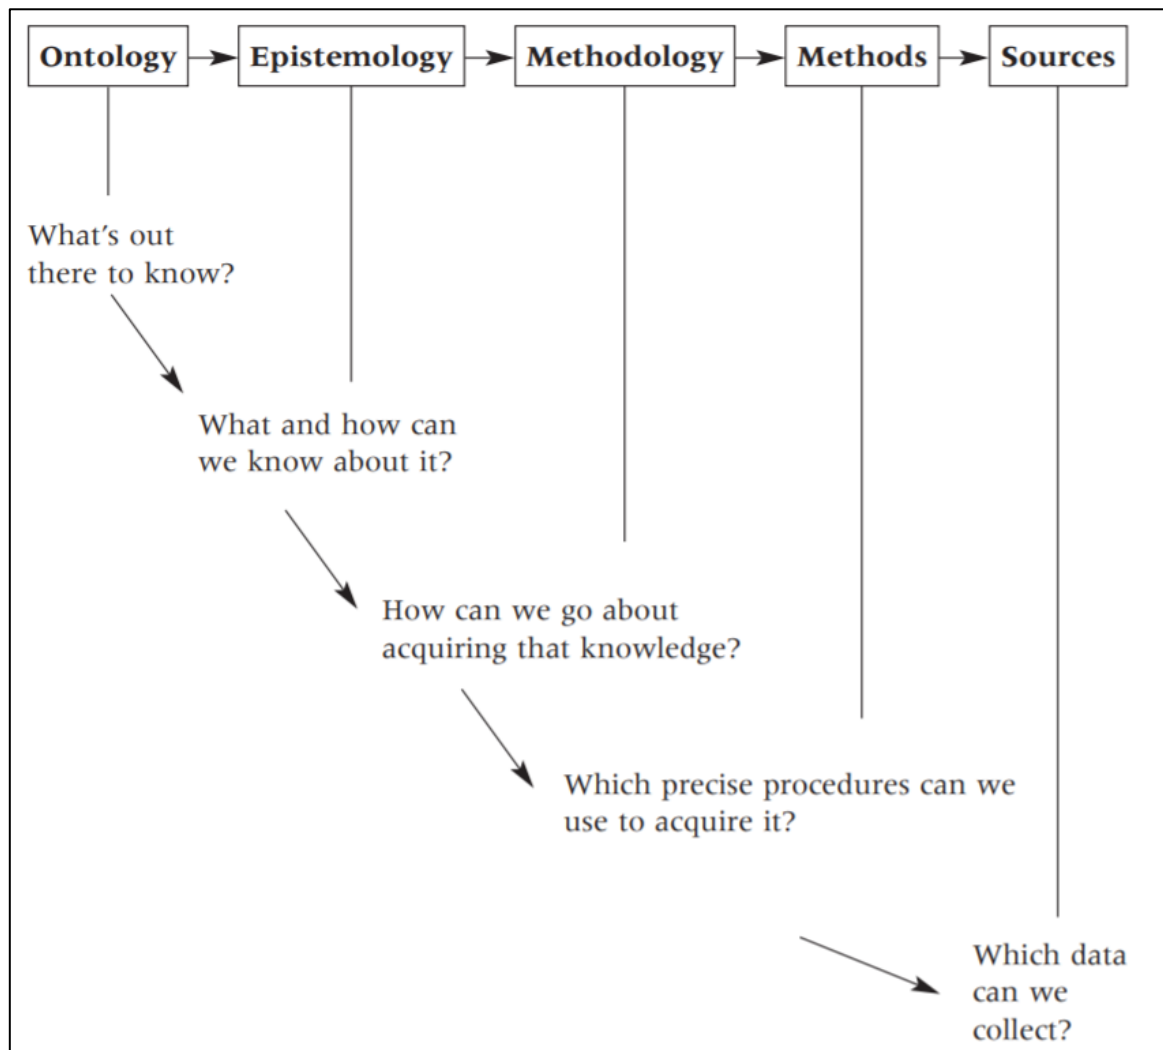 Ontology
Epistemology
Methodology
Methods
Sources
What’s out
there to know?
What and how can
we know about it?
How can we go about
acquiring that knowledge?
Which precise procedures can we
use to acquire it?
Which data
can we
collect?